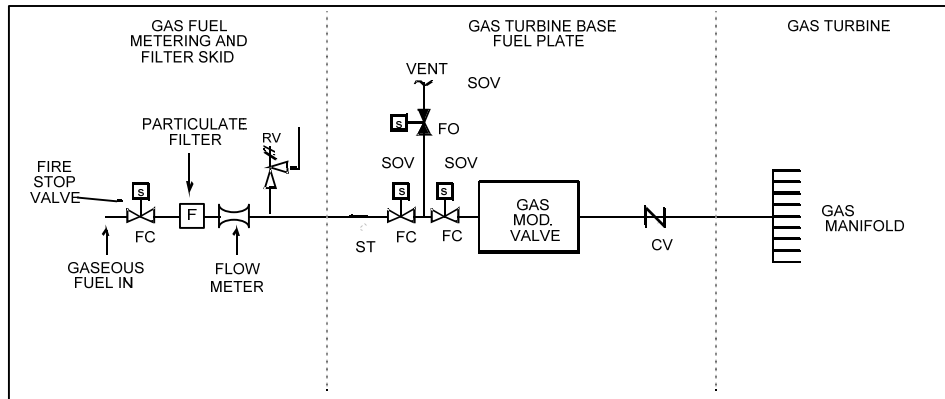 GAS FUEL
METERING AND
FILTER SKID
GAS TURBINE BASE
FUEL PLATE
GAS TURBINE
VENT
SOV
S
FO
PARTICULATE
FILTER
RV
FIRE
STOP
VALVE
S
SOV
SOV
S
S
F
FC
ST
FC
FC
GAS
MOD.
VALVE
CV
GAS
MANIFOLD
GASEOUS
FUEL IN
FLOW
METER